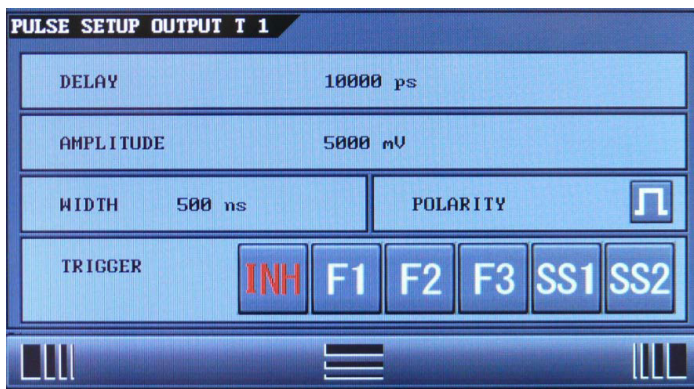 PULSE SETUP OUTPUT T 1
DELAY 10000 ps
AMPLITUDE 5000 mV
WIDTH 500 ns POLARITY
TRIGGER INH F1 F2 F3 SS1 SS2